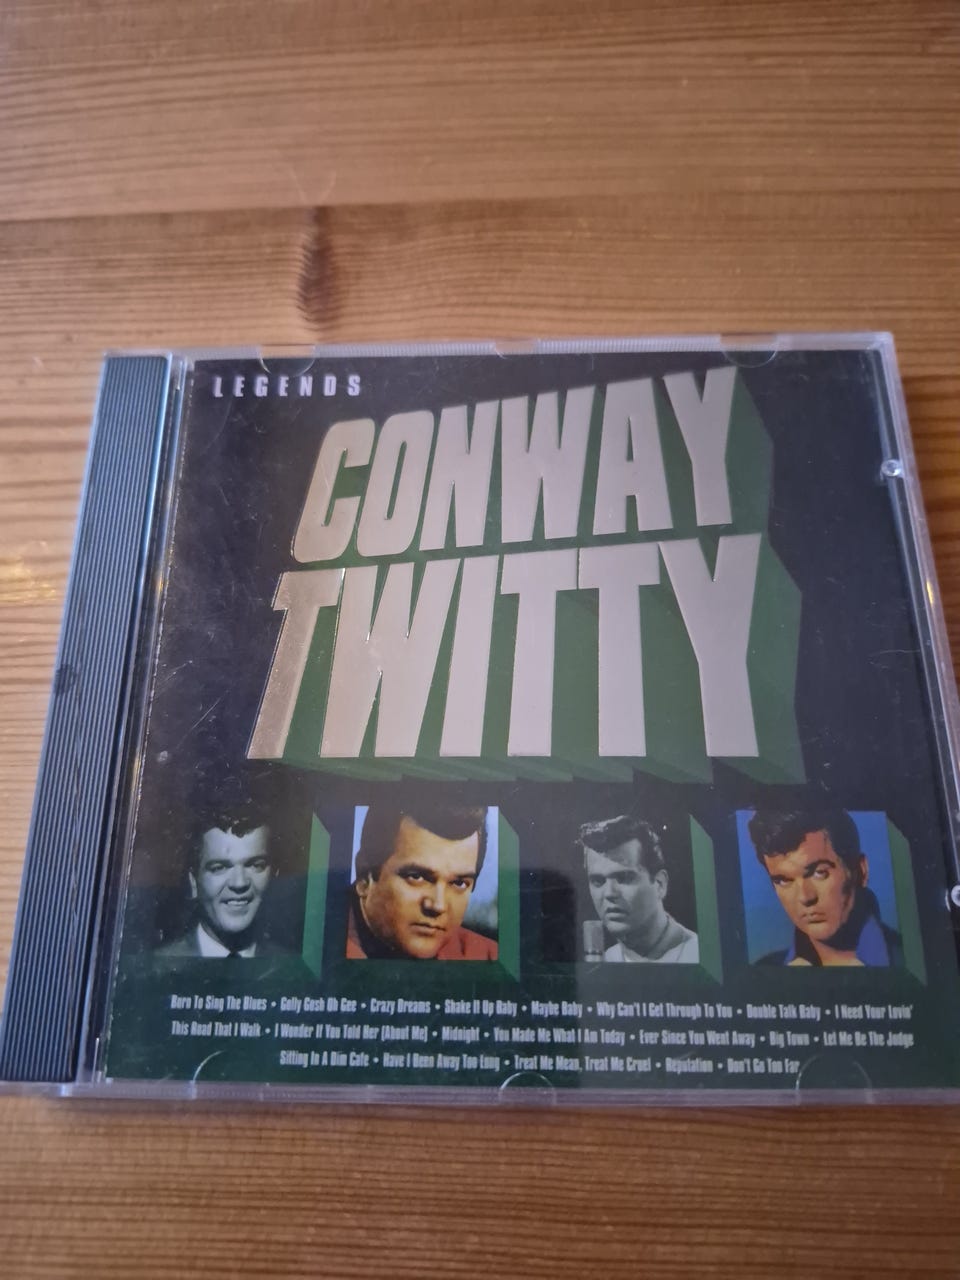 LEGENDS
CONWAY
TWITTY
Born To Sing The Blues • Golly Gosh Oh Gee • Crazy Dreams • Shake It Up Baby • Maybe Baby • Why Can't I Get Through To You • Double Talk Baby • I Need Your Lovin'
This Road That I Walk • I Wonder If You Told Her (About Me) • Midnight • You Made Me What I Am Today • Ever Since You Went Away • Big Town • Let Me Be The Judge
Sitting In A Dim Cafe • Have I Been Away Too Long • Treat Me Mean, Treat Me Cruel • Reputation • Don't Go Too Far